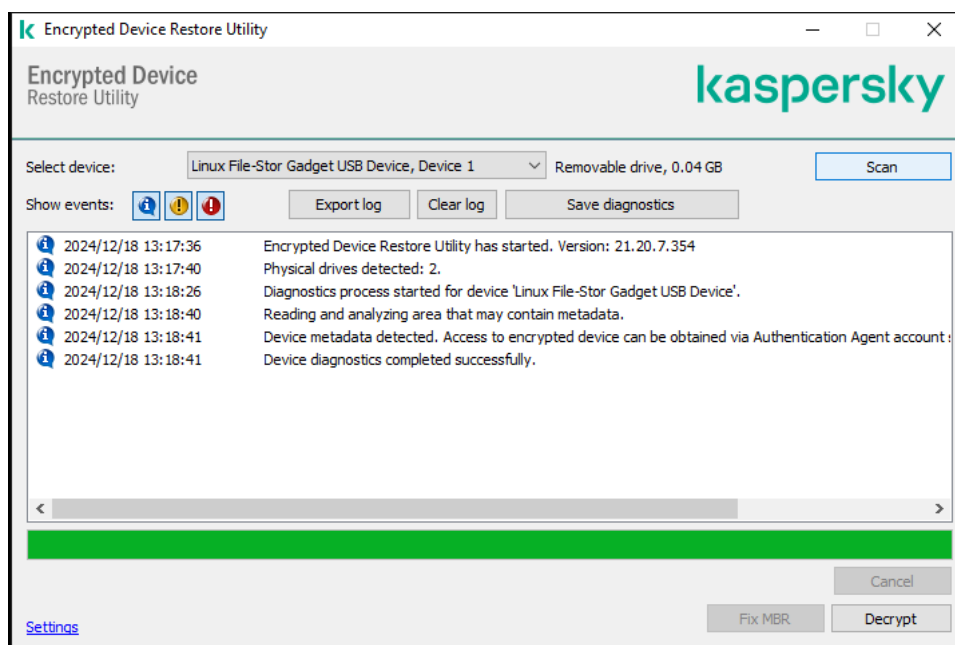 Encrypted Device Restore Utility
Encrypted Device
Restore Utility
kaspersky
Select device: Linux File-Stor Gadget USB Device, Device 1 Removable drive, 0.04 GB Scan
Show events: Export log Clear log Save diagnostics
2024/12/18 13:17:36 Encrypted Device Restore Utility has started. Version: 21.20.7.354
2024/12/18 13:17:40 Physical drives detected: 2.
2024/12/18 13:18:26 Diagnostics process started for device 'Linux File-Stor Gadget USB Device'.
2024/12/18 13:18:40 Reading and analyzing area that may contain metadata.
2024/12/18 13:18:41 Device metadata detected. Access to encrypted device can be obtained via Authentication Agent account
2024/12/18 13:18:41 Device diagnostics completed successfully.
Cancel
Settings Fix MBR Decrypt